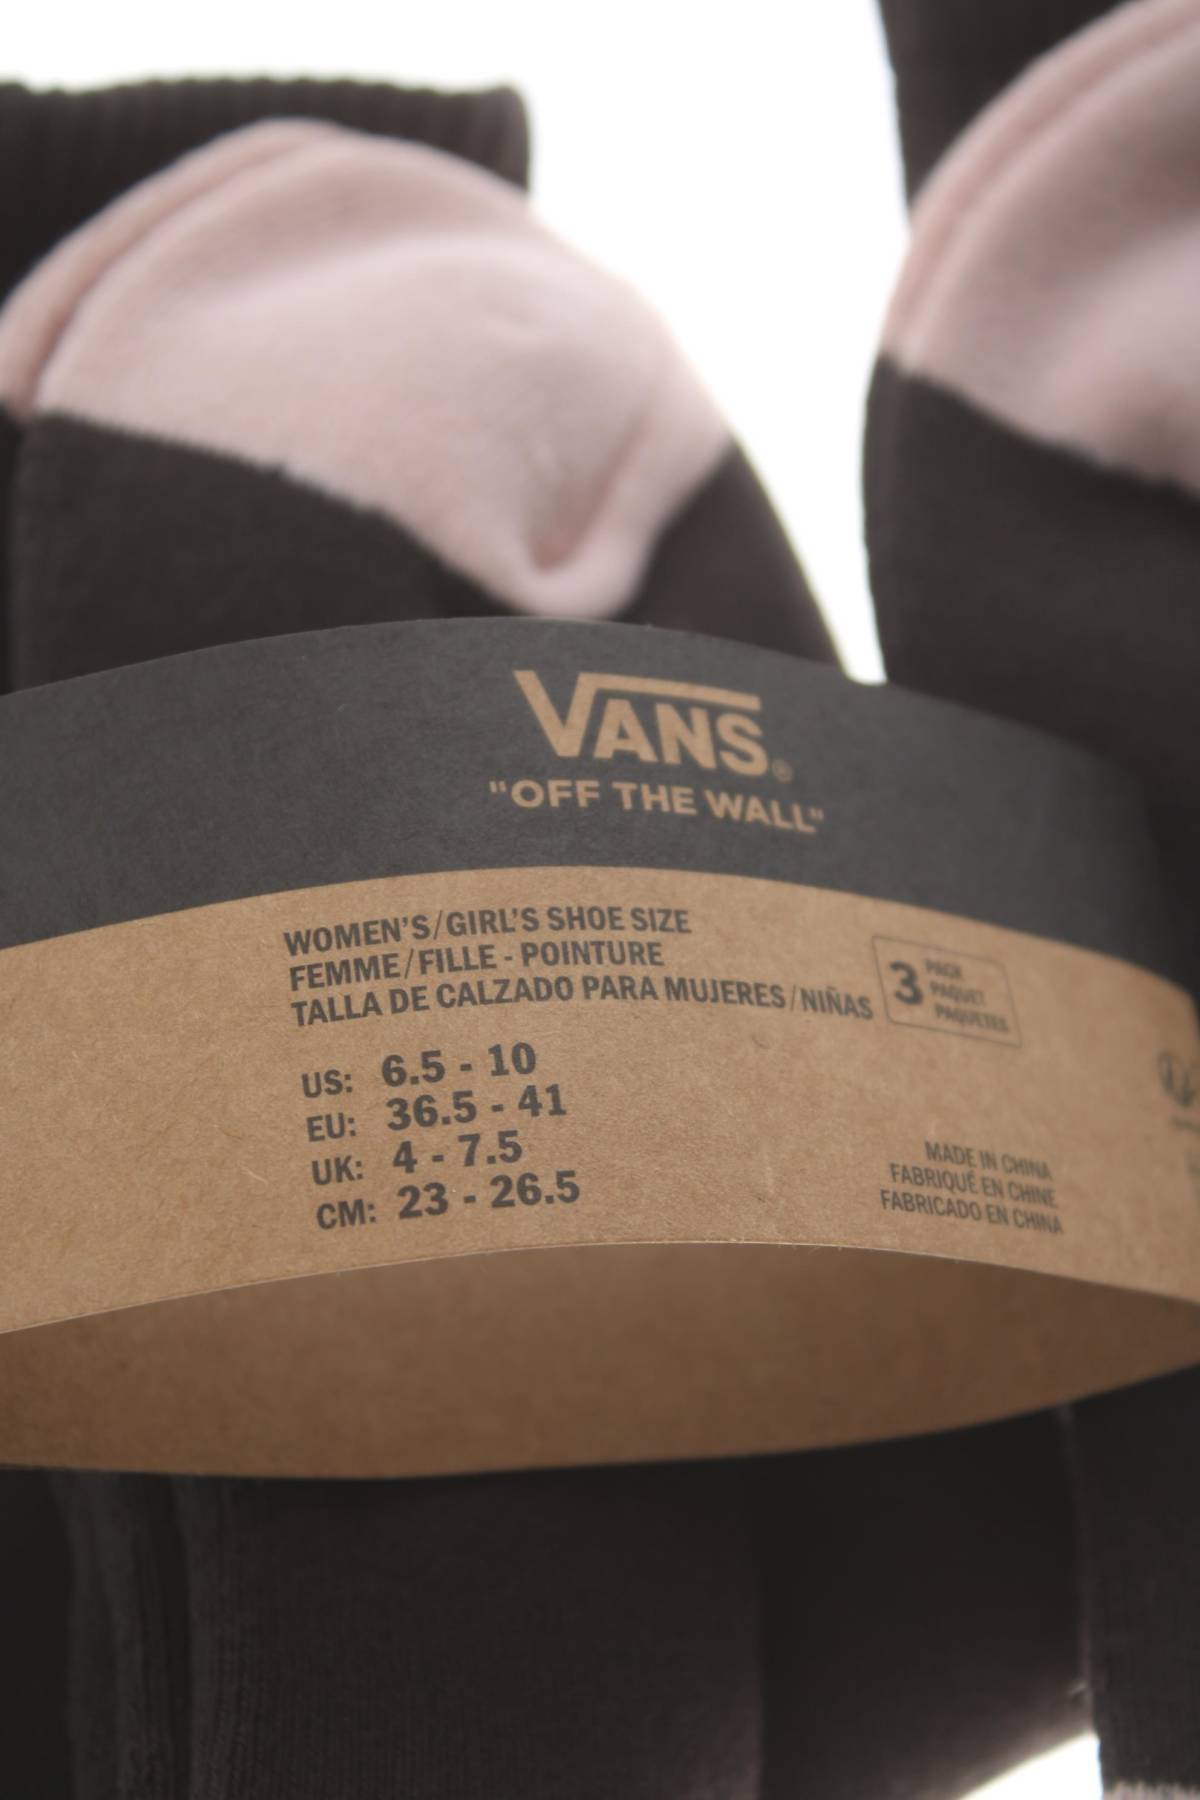 VANS®
"OFF THE WALL"
WOMEN'S/GIRL'S SHOE SIZE
FEMME/FILLE - POINTURE
TALLA DE CALZADO PARA MUJERES/NIÑAS
3 PACK
PAQUET
PAQUETES
US: 6.5 - 10
EU: 36.5 - 41
UK: 4 - 7.5
CM: 23 - 26.5
MADE IN CHINA
FABRIQUÉ EN CHINE
FABRICADO EN CHINA